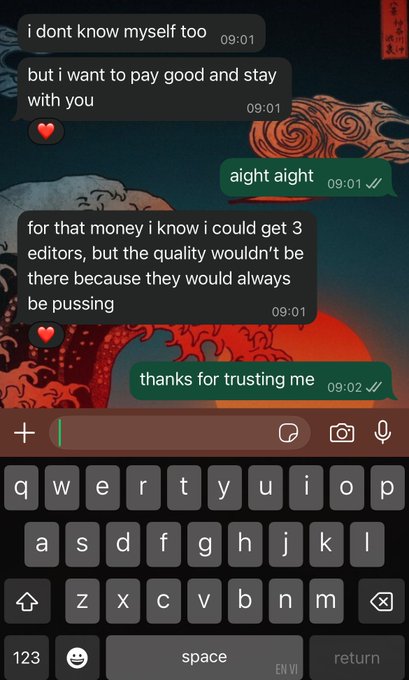 i dont know myself too
09:01
but i want to pay good and stay
with you
09:01
aight aight
09:01
for that money i know i could get 3
editors, but the quality wouldn’t be
there because they would always
be pussing
09:01
thanks for trusting me
09:02
q w e r t y u i o p
a s d f g h j k l
z x c v b n m
123
space
EN VI
return